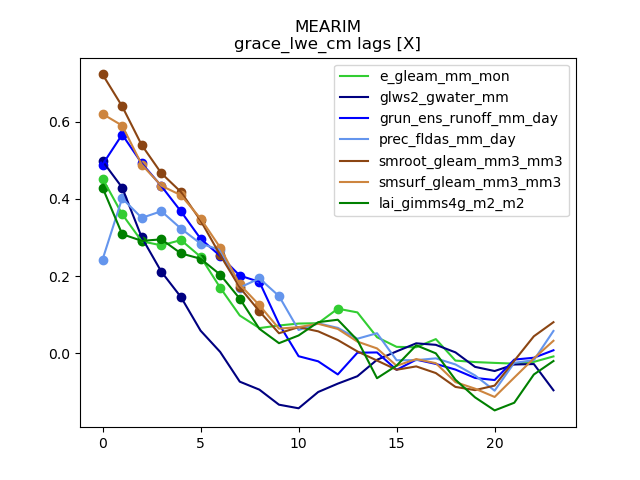 MEARIM
grace_lwe_cm lags [X]
e_gleam_mm_mon
glws2_gwater_mm
grun_ens_runoff_mm_day
prec_fldas_mm_day
smroot_gleam_mm3_mm3
smsurf_gleam_mm3_mm3
lai_gimms4g_m2_m2
0.6
0.4
0.2
0.0
0 5 10 15 20